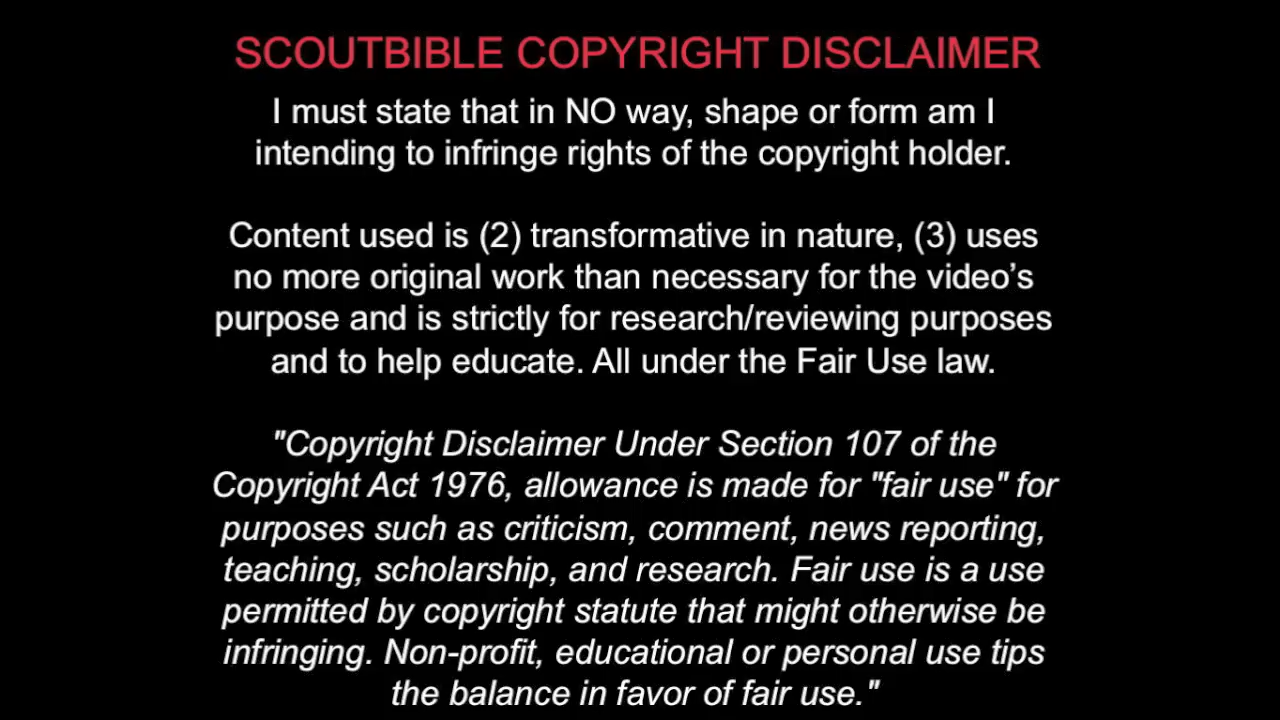 SCOUTBIBLE COPYRIGHT DISCLAIMER
I must state that in NO way, shape or form am I
intending to infringe rights of the copyright holder.
Content used is (2) transformative in nature, (3) uses
no more original work than necessary for the video’s
purpose and is strictly for research/reviewing purposes
and to help educate. All under the Fair Use law.
"Copyright Disclaimer Under Section 107 of the
Copyright Act 1976, allowance is made for "fair use" for
purposes such as criticism, comment, news reporting,
teaching, scholarship, and research. Fair use is a use
permitted by copyright statute that might otherwise be
infringing. Non-profit, educational or personal use tips
the balance in favor of fair use."